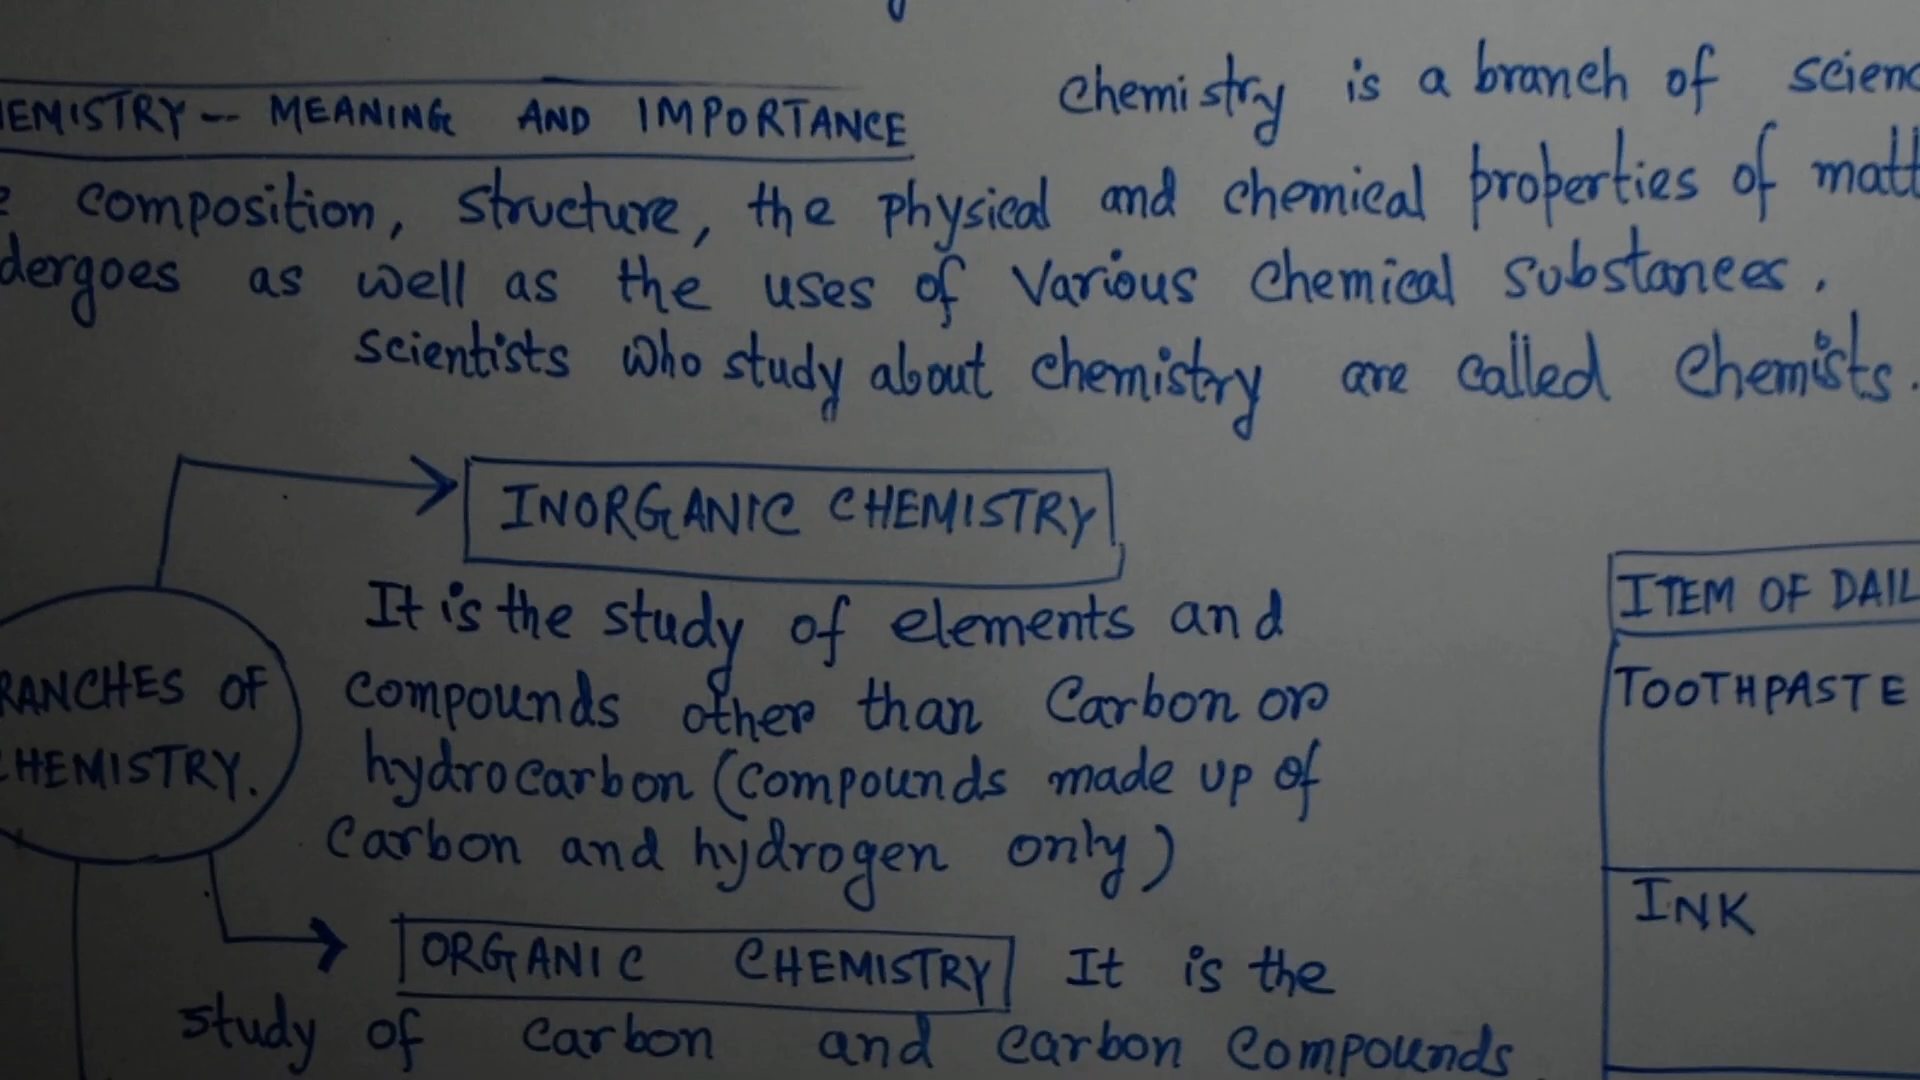 EMISTRY -- MEANING AND IMPORTANCE chemistry is a branch of scienc
composition, structure, the physical and chemical properties of matt
dergoes as well as the uses of various chemical substances.
scientists who study about chemistry are called chemists.
INORGANIC CHEMISTRY
It is the study of elements and
compounds other than Carbon or
hydrocarbon (compounds made up of
carbon and hydrogen only)
RANCHES OF
HEMISTRY.
ORGANIC CHEMISTRY It is the
study of carbon and carbon compounds
ITEM OF DAIL
TOOTHPASTE
INK